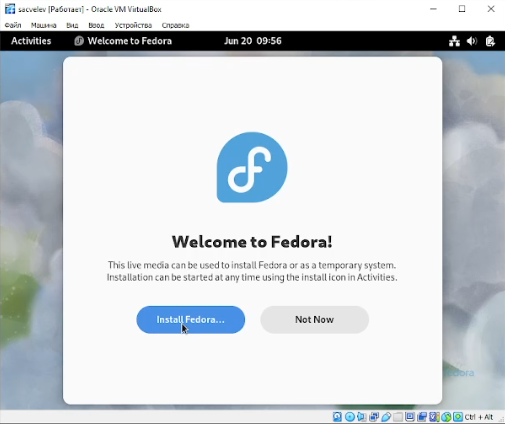 sacvelev [Работает] - Oracle VM VirtualBox
Файл Машина Вид Ввод Устройства Справка
Activities Welcome to Fedora Jun 20 09:56
Welcome to Fedora!
This live media can be used to install Fedora or as a temporary system.
Installation can be started at any time using the install icon in Activities.
Install Fedora... Not Now
Ctrl + Alt